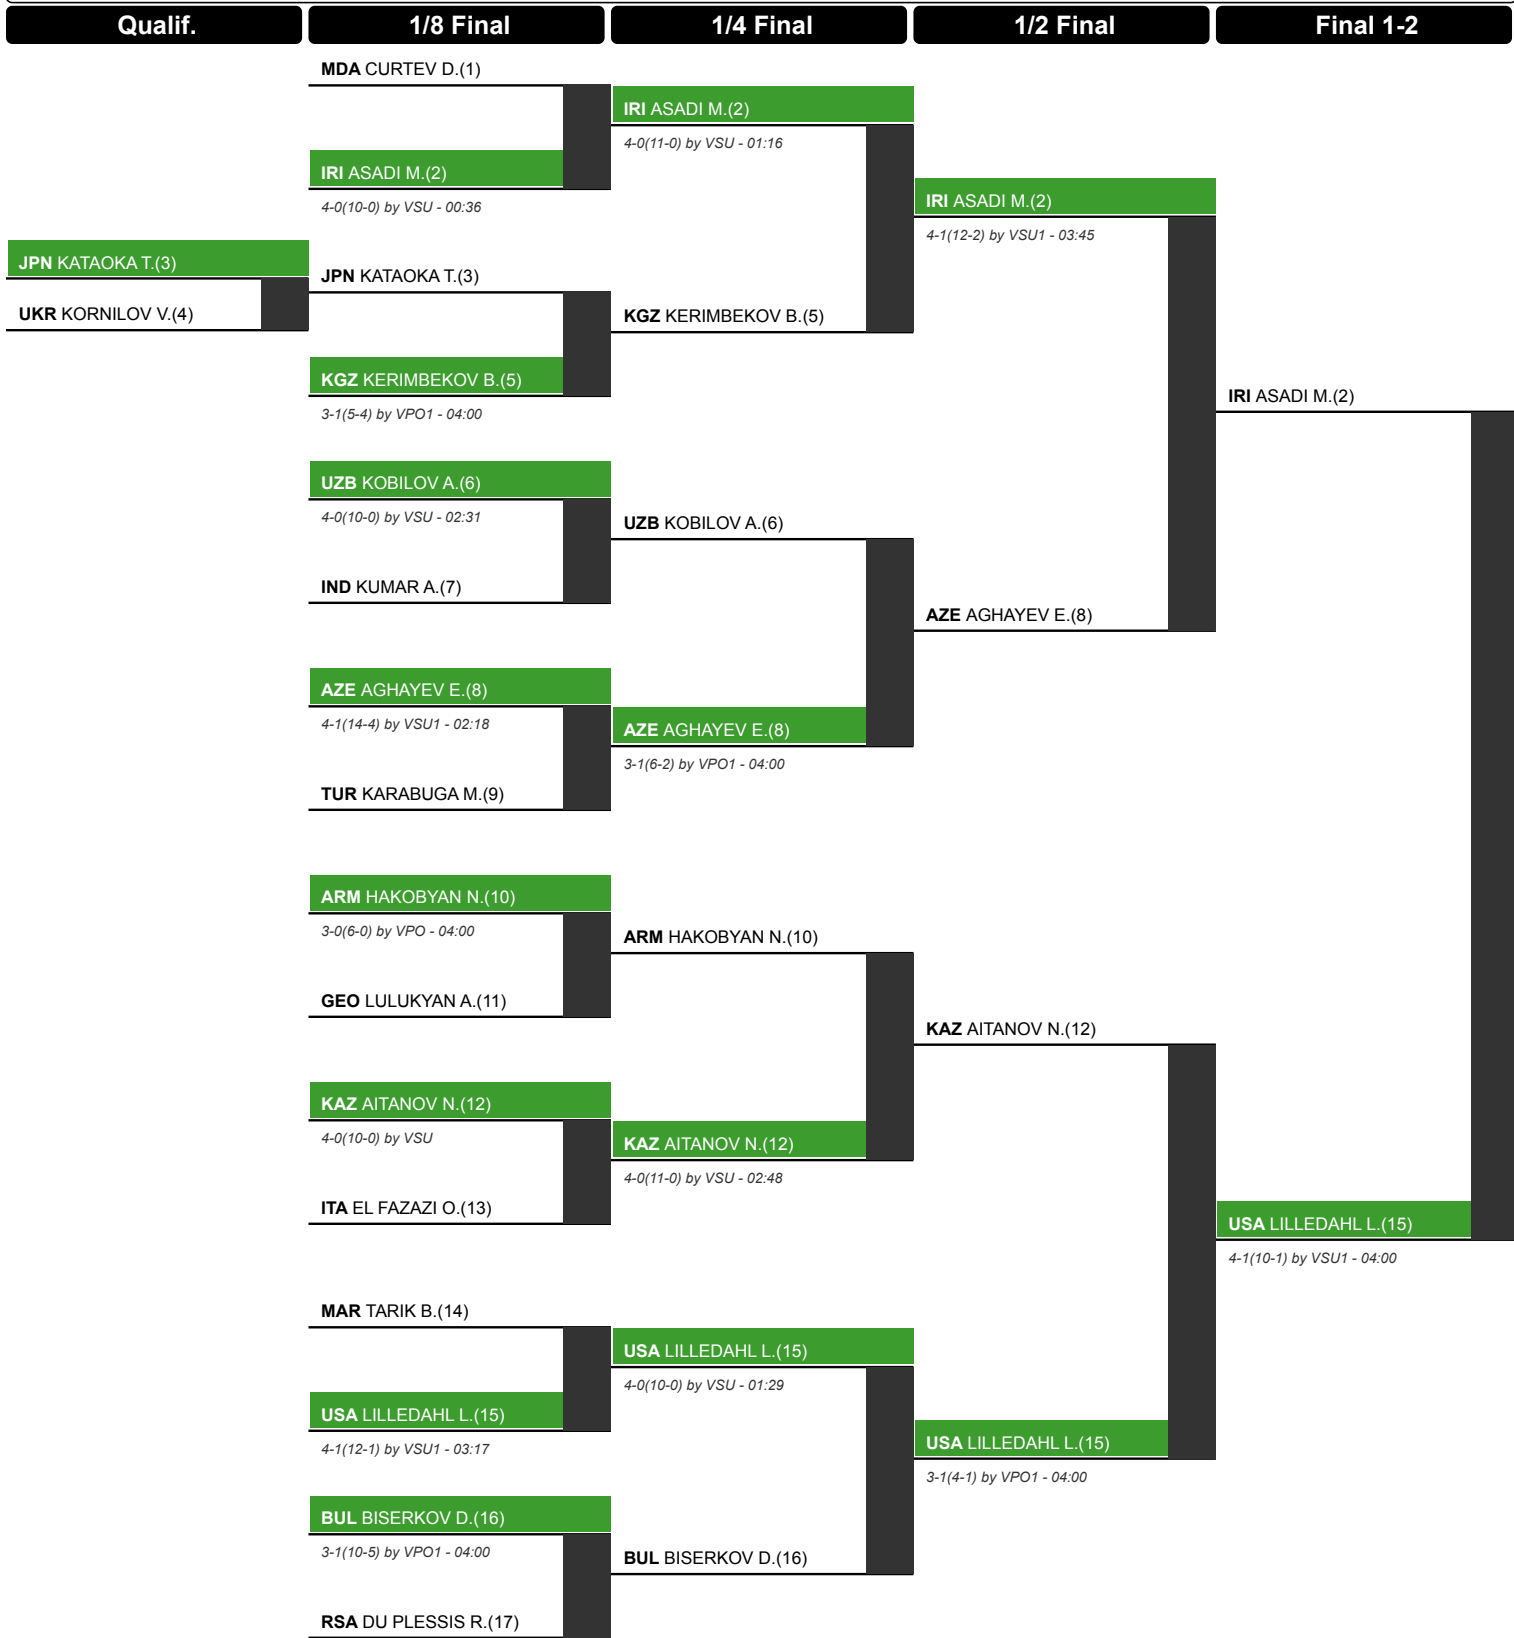 Qualif.
1/8 Final
1/4 Final
1/2 Final
Final 1-2
JPN KATAOKA T.(3)
UKR KORNILOV V.(4)
MDA CURTEV D.(1)
IRI ASADI M.(2)
4-0(10-0) by VSU - 00:36
JPN KATAOKA T.(3)
KGZ KERIMBEKOV B.(5)
3-1(5-4) by VPO1 - 04:00
UZB KOBILOV A.(6)
4-0(10-0) by VSU - 02:31
IND KUMAR A.(7)
AZE AGHAYEV E.(8)
4-1(14-4) by VSU1 - 02:18
TUR KARABUGA M.(9)
ARM HAKOBYAN N.(10)
3-0(6-0) by VPO - 04:00
GEO LULUKYAN A.(11)
KAZ AITANOV N.(12)
4-0(10-0) by VSU
ITA EL FAZAZI O.(13)
MAR TARIK B.(14)
USA LILLEDAHL L.(15)
4-1(12-1) by VSU1 - 03:17
BUL BISERKOV D.(16)
3-1(10-5) by VPO1 - 04:00
RSA DU PLESSIS R.(17)
IRI ASADI M.(2)
4-0(11-0) by VSU - 01:16
KGZ KERIMBEKOV B.(5)
UZB KOBILOV A.(6)
AZE AGHAYEV E.(8)
3-1(6-2) by VPO1 - 04:00
ARM HAKOBYAN N.(10)
KAZ AITANOV N.(12)
4-0(11-0) by VSU - 02:48
USA LILLEDAHL L.(15)
4-0(10-0) by VSU - 01:29
BUL BISERKOV D.(16)
IRI ASADI M.(2)
4-1(12-2) by VSU1 - 03:45
AZE AGHAYEV E.(8)
KAZ AITANOV N.(12)
USA LILLEDAHL L.(15)
3-1(4-1) by VPO1 - 04:00
IRI ASADI M.(2)
USA LILLEDAHL L.(15)
4-1(10-1) by VSU1 - 04:00